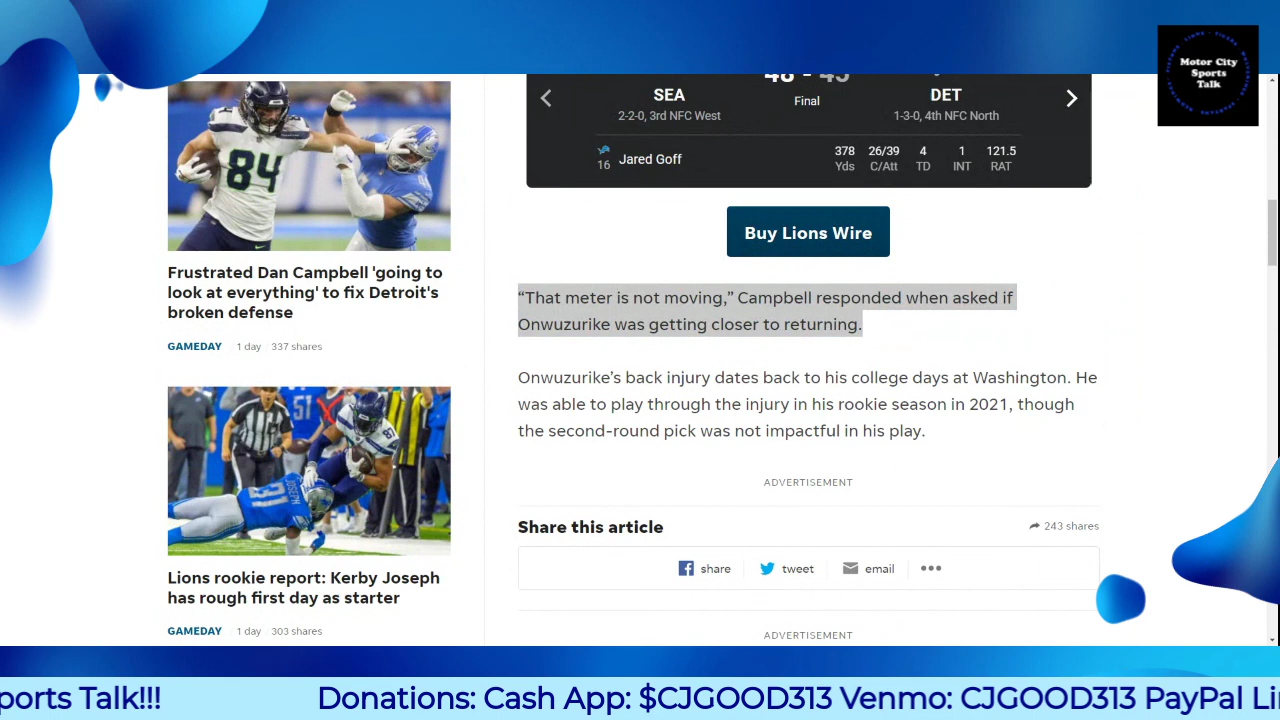 Motor City
Sports
Talk
84
Frustrated Dan Campbell 'going to
look at everything' to fix Detroit's
broken defense
GAMEDAY 1 day 337 shares
51
87
JOSEPH
31
Lions rookie report: Kerby Joseph
has rough first day as starter
GAMEDAY 1 day 303 shares
48 - 45
SEA Final DET
2-2-0, 3rd NFC West 1-3-0, 4th NFC North
16 Jared Goff
378 26/39 4 1 121.5
Yds C/Att TD INT RAT
Buy Lions Wire
“That meter is not moving,” Campbell responded when asked if
Onwuzurike was getting closer to returning.
Onwuzurike’s back injury dates back to his college days at Washington. He
was able to play through the injury in his rookie season in 2021, though
the second-round pick was not impactful in his play.
ADVERTISEMENT
Share this article 243 shares
share tweet email •••
ADVERTISEMENT
ports Talk!!! Donations: Cash App: $CJGOOD313 Venmo: CJGOOD313 PayPal Li